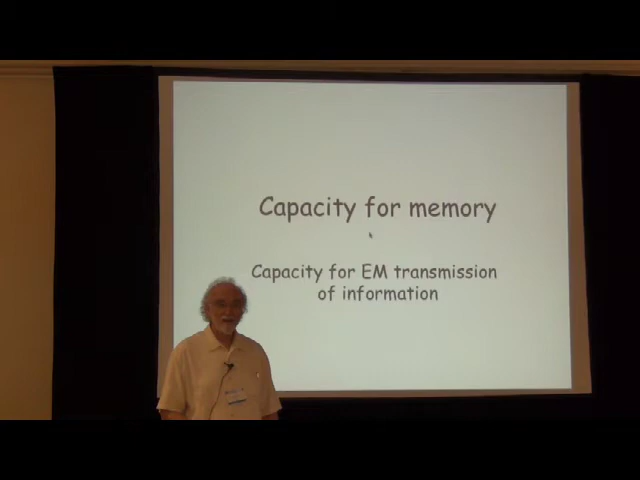 Capacity for memory
Capacity for EM transmission
of information